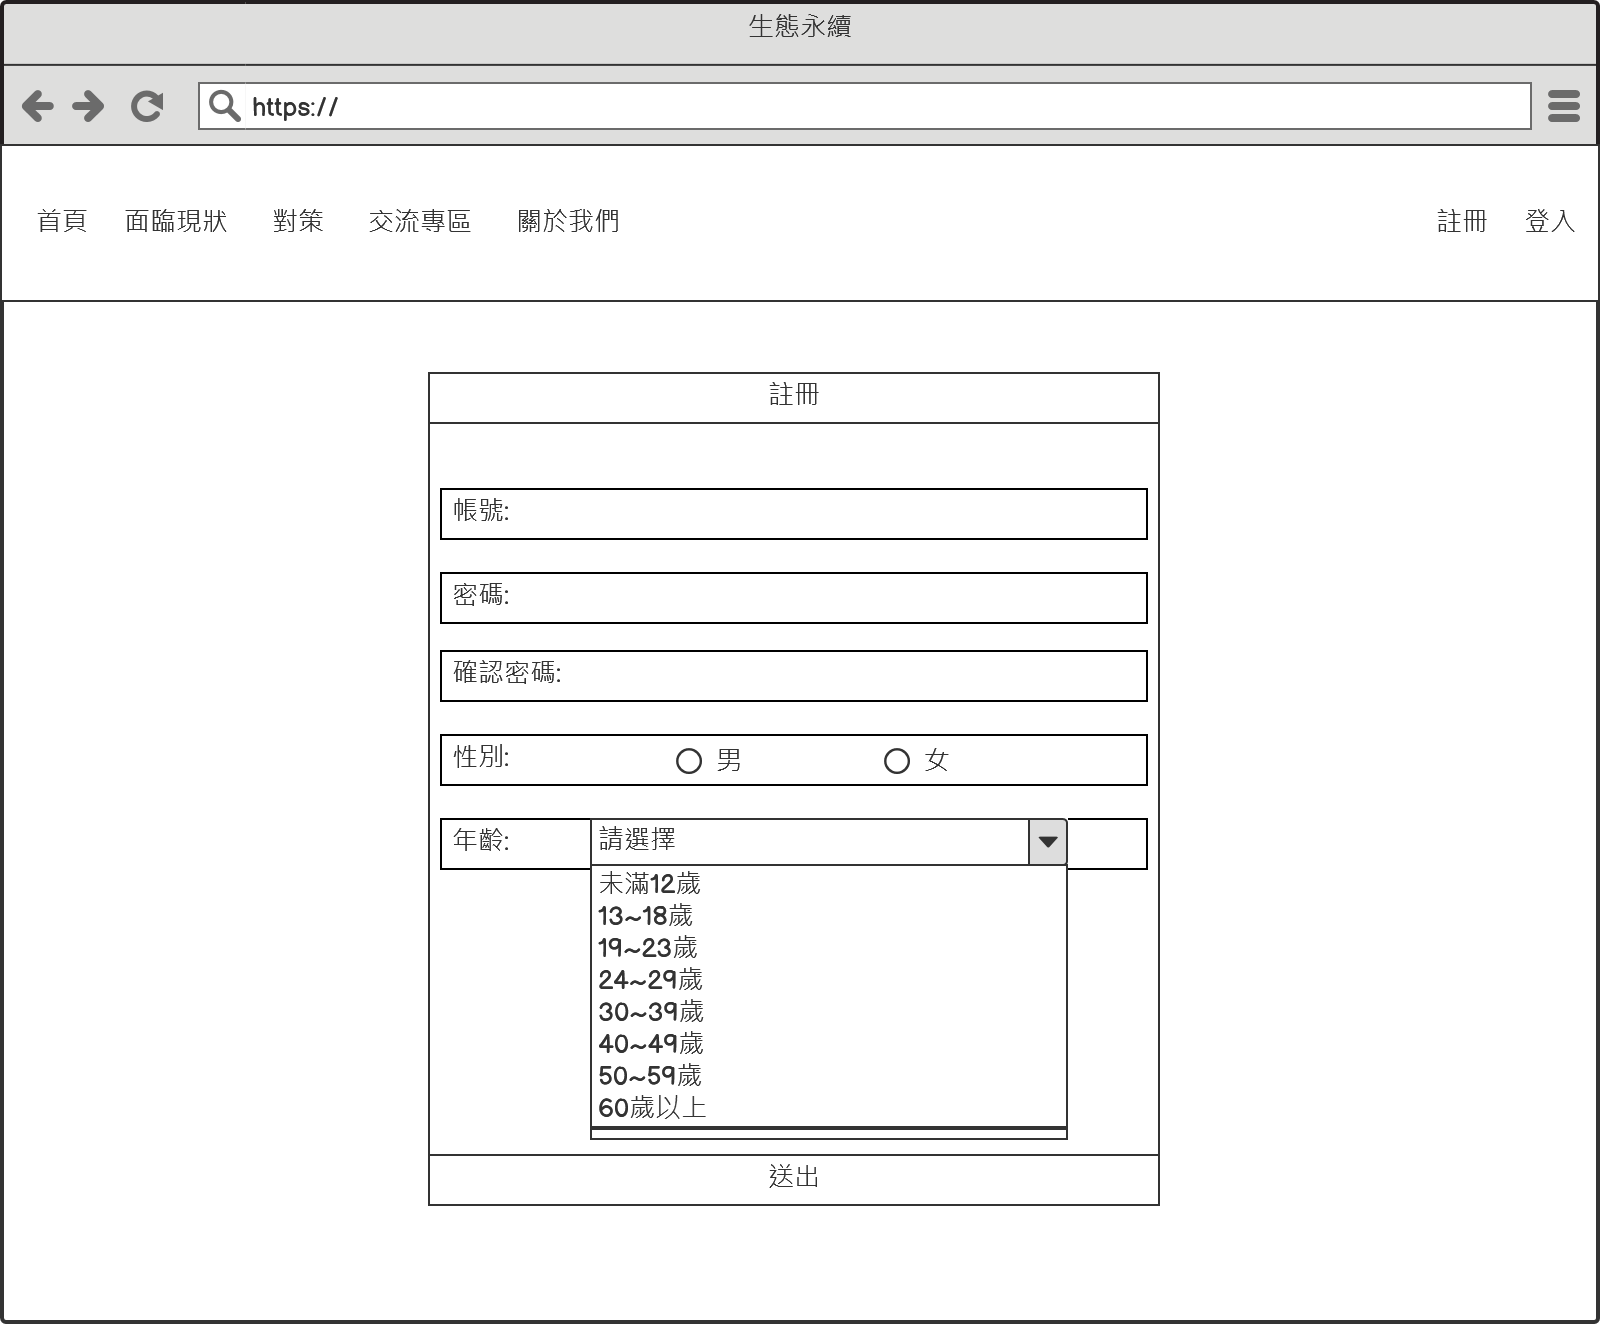 生態永續
https://
首頁 面臨現狀 對策 交流專區 關於我們 註冊 登入
註冊
帳號:
密碼:
確認密碼:
性別: 男 女
年齡: 請選擇
未滿12歲
13~18歲
19~23歲
24~29歲
30~39歲
40~49歲
50~59歲
60歲以上
送出